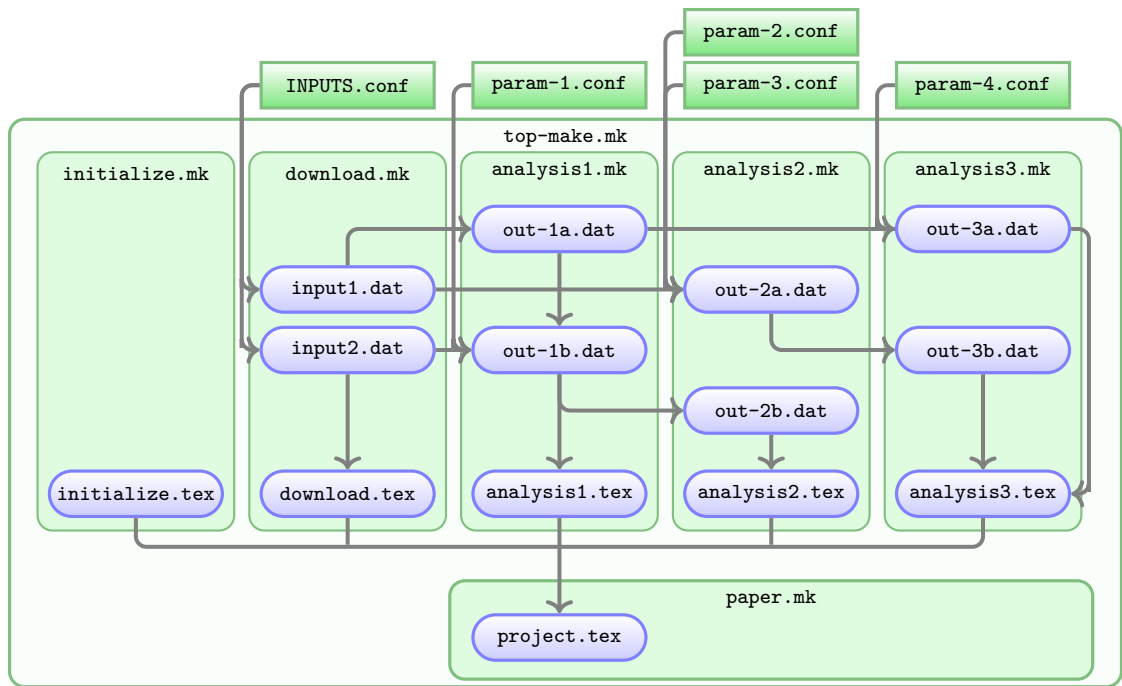 param-2.conf
INPUTS.conf
param-1.conf
param-3.conf
param-4.conf
top-make.mk
initialize.mk
download.mk
analysis1.mk
analysis2.mk
analysis3.mk
out-1a.dat
out-3a.dat
input1.dat
out-2a.dat
input2.dat
out-1b.dat
out-3b.dat
out-2b.dat
initialize.tex
download.tex
analysis1.tex
analysis2.tex
analysis3.tex
paper.mk
project.tex